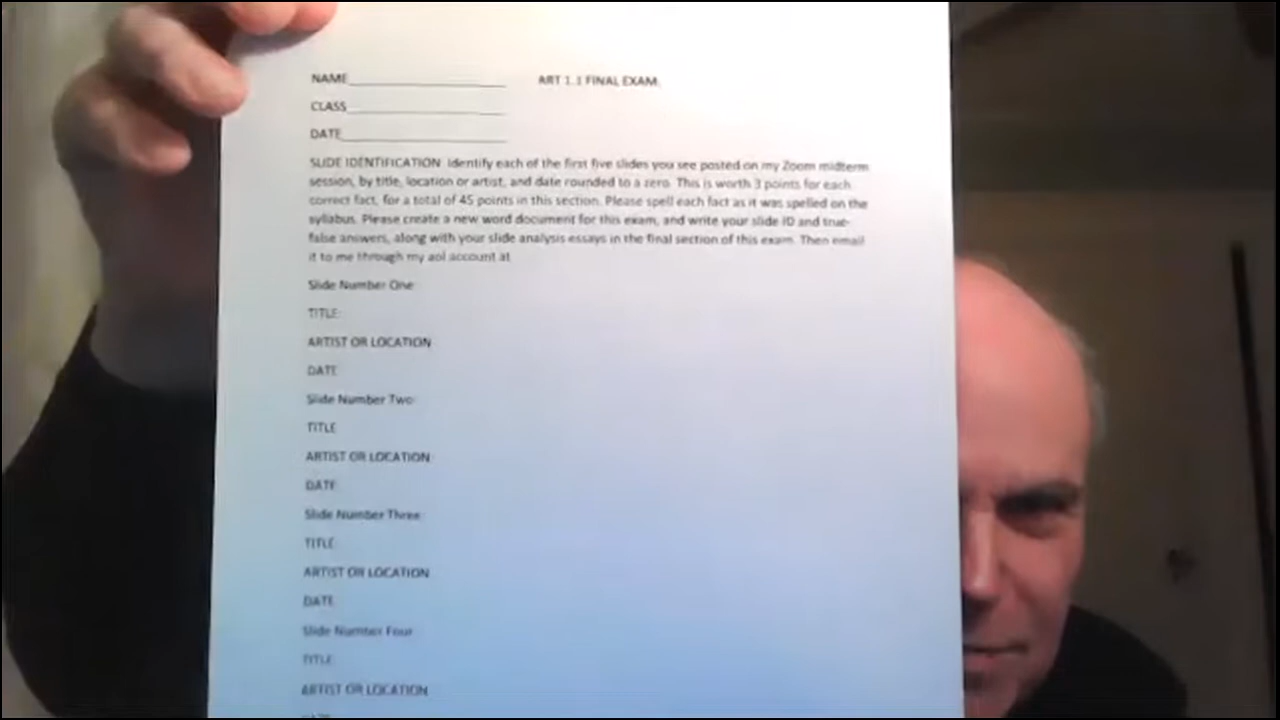 NAME____________________ ART 1.1 FINAL EXAM.
CLASS____________________
DATE____________________
SLIDE IDENTIFICATION: Identify each of the first five slides you see posted on my Zoom midterm
session, by title, location or artist, and date rounded to a zero. This is worth 3 points for each
correct fact, for a total of 45 points in this section. Please spell each fact as it was spelled on the
syllabus. Please create a new word document for this exam, and write your slide ID and true-
false answers, along with your slide analysis essays in the final section of this exam. Then email
it to me through my aol account at
Slide Number One:
TITLE:
ARTIST OR LOCATION:
DATE:
Slide Number Two:
TITLE:
ARTIST OR LOCATION:
DATE:
Slide Number Three:
TITLE:
ARTIST OR LOCATION:
DATE:
Slide Number Four:
TITLE:
ARTIST OR LOCATION:
DATE: